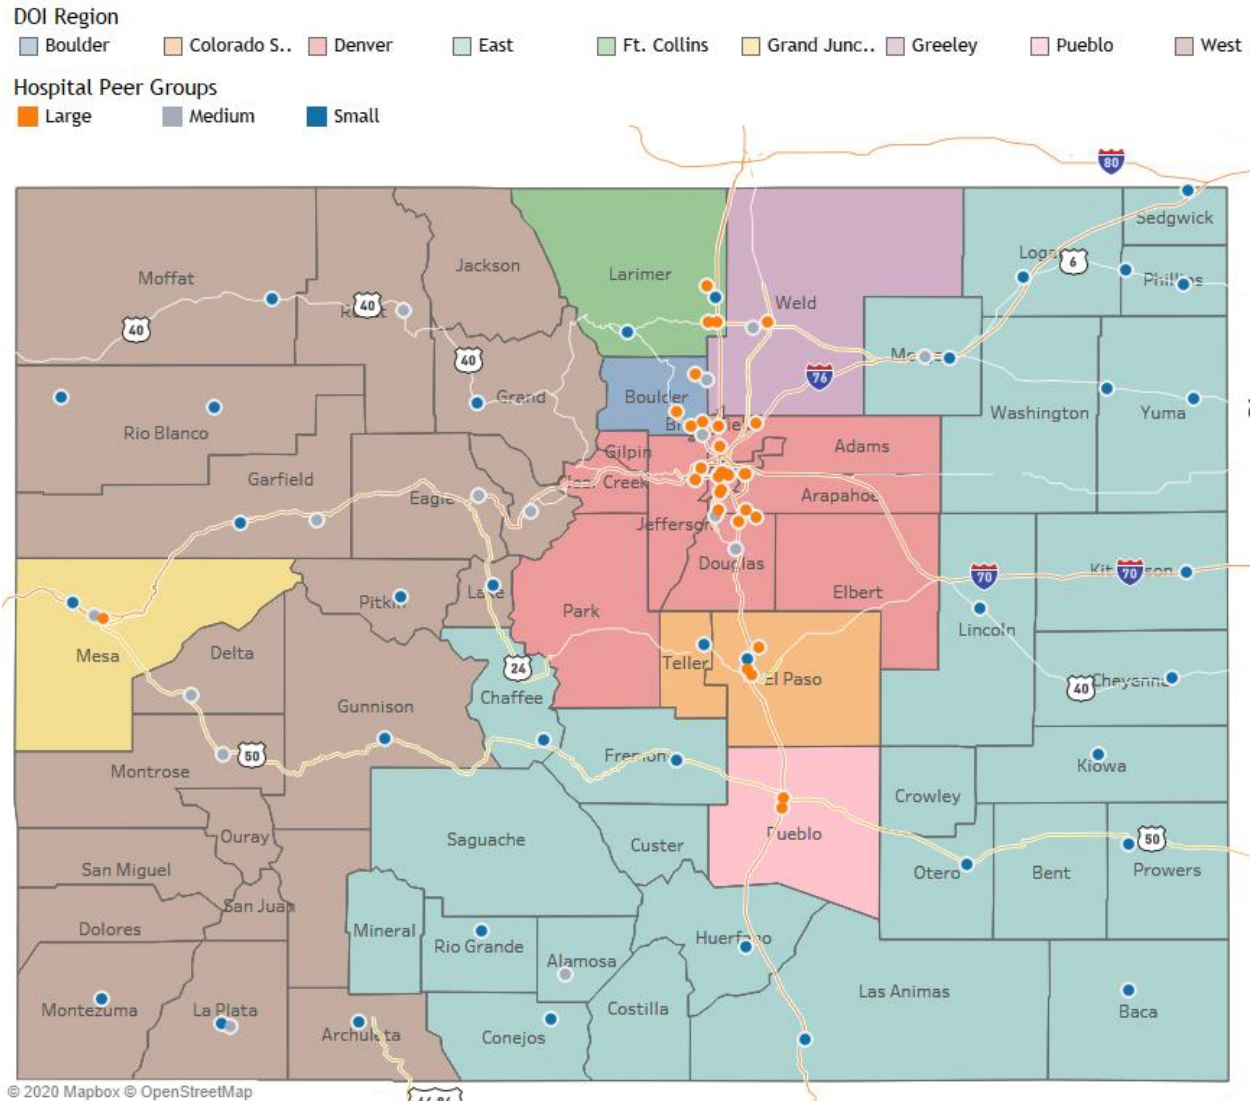 DOI Region
Boulder Colorado S.. Denver East Ft. Collins Grand Junc.. Greeley Pueblo West
Hospital Peer Groups
Large Medium Small
80
Sedgwick
Moffat Jackson Larimer Weld 6
Phillips
40 40
40
76
Rio Blanco Grand Boulder Washington Yuma
Garfield Gilpin Adams
Eagle Creek Arapahoe
Jefferson
Douglas 70 70
Pitkin Lake Park Elbert
Lincoln
Mesa Delta 24 Teller El Paso 40 Cheyenne
Gunnison Chaffee
50 Fremont Kiowa
Montrose Crowley
Ouray Saguache Custer Pueblo 50
San Miguel Otero Bent Prowers
San Juan
Dolores Mineral Rio Grande Huerfano
Alamosa
Montezuma La Plata Costilla Las Animas Baca
Archuleta Conejos
© 2020 Mapbox © OpenStreetMap